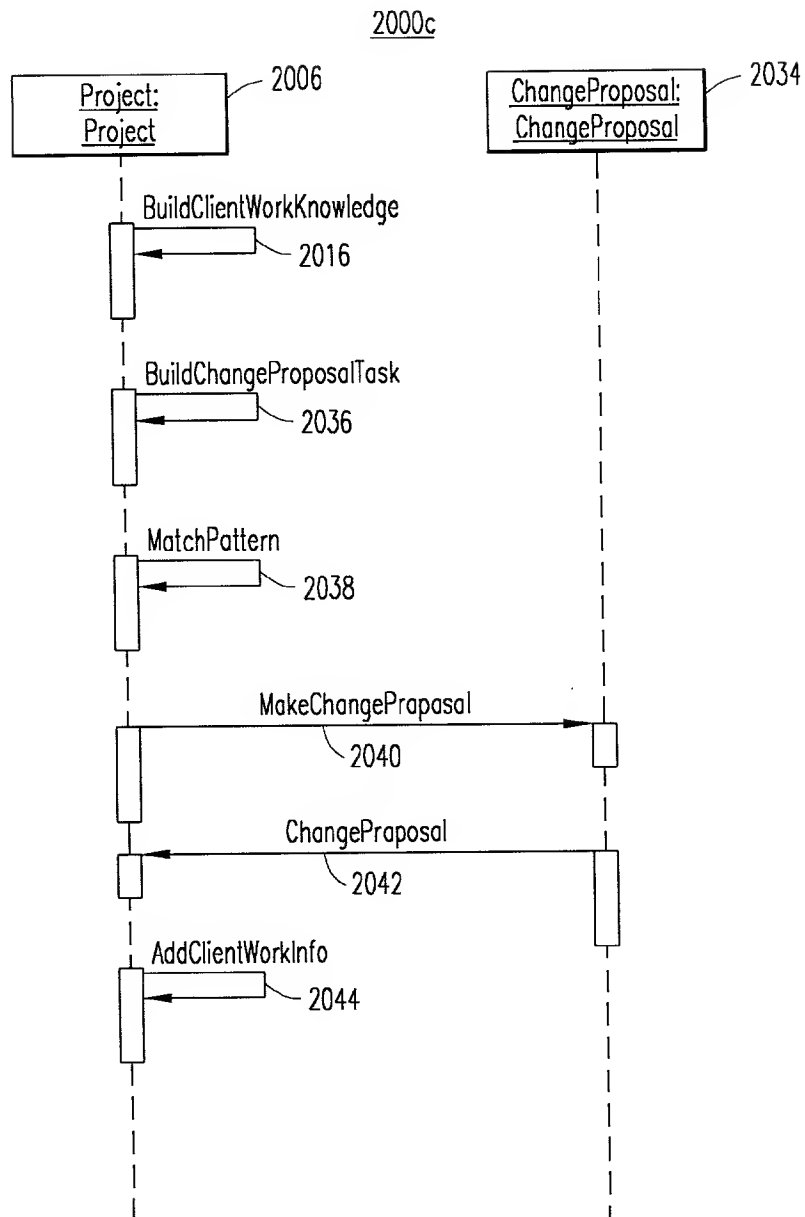 2000c
Project:
Project
2006
ChangeProposal:
ChangeProposal
2034
BuildClientWorkKnowledge
2016
BuildChangeProposalTask
2036
MatchPattern
2038
MakeChangePrapasal
2040
ChangePraposal
2042
AddClientWorkInfo
2044